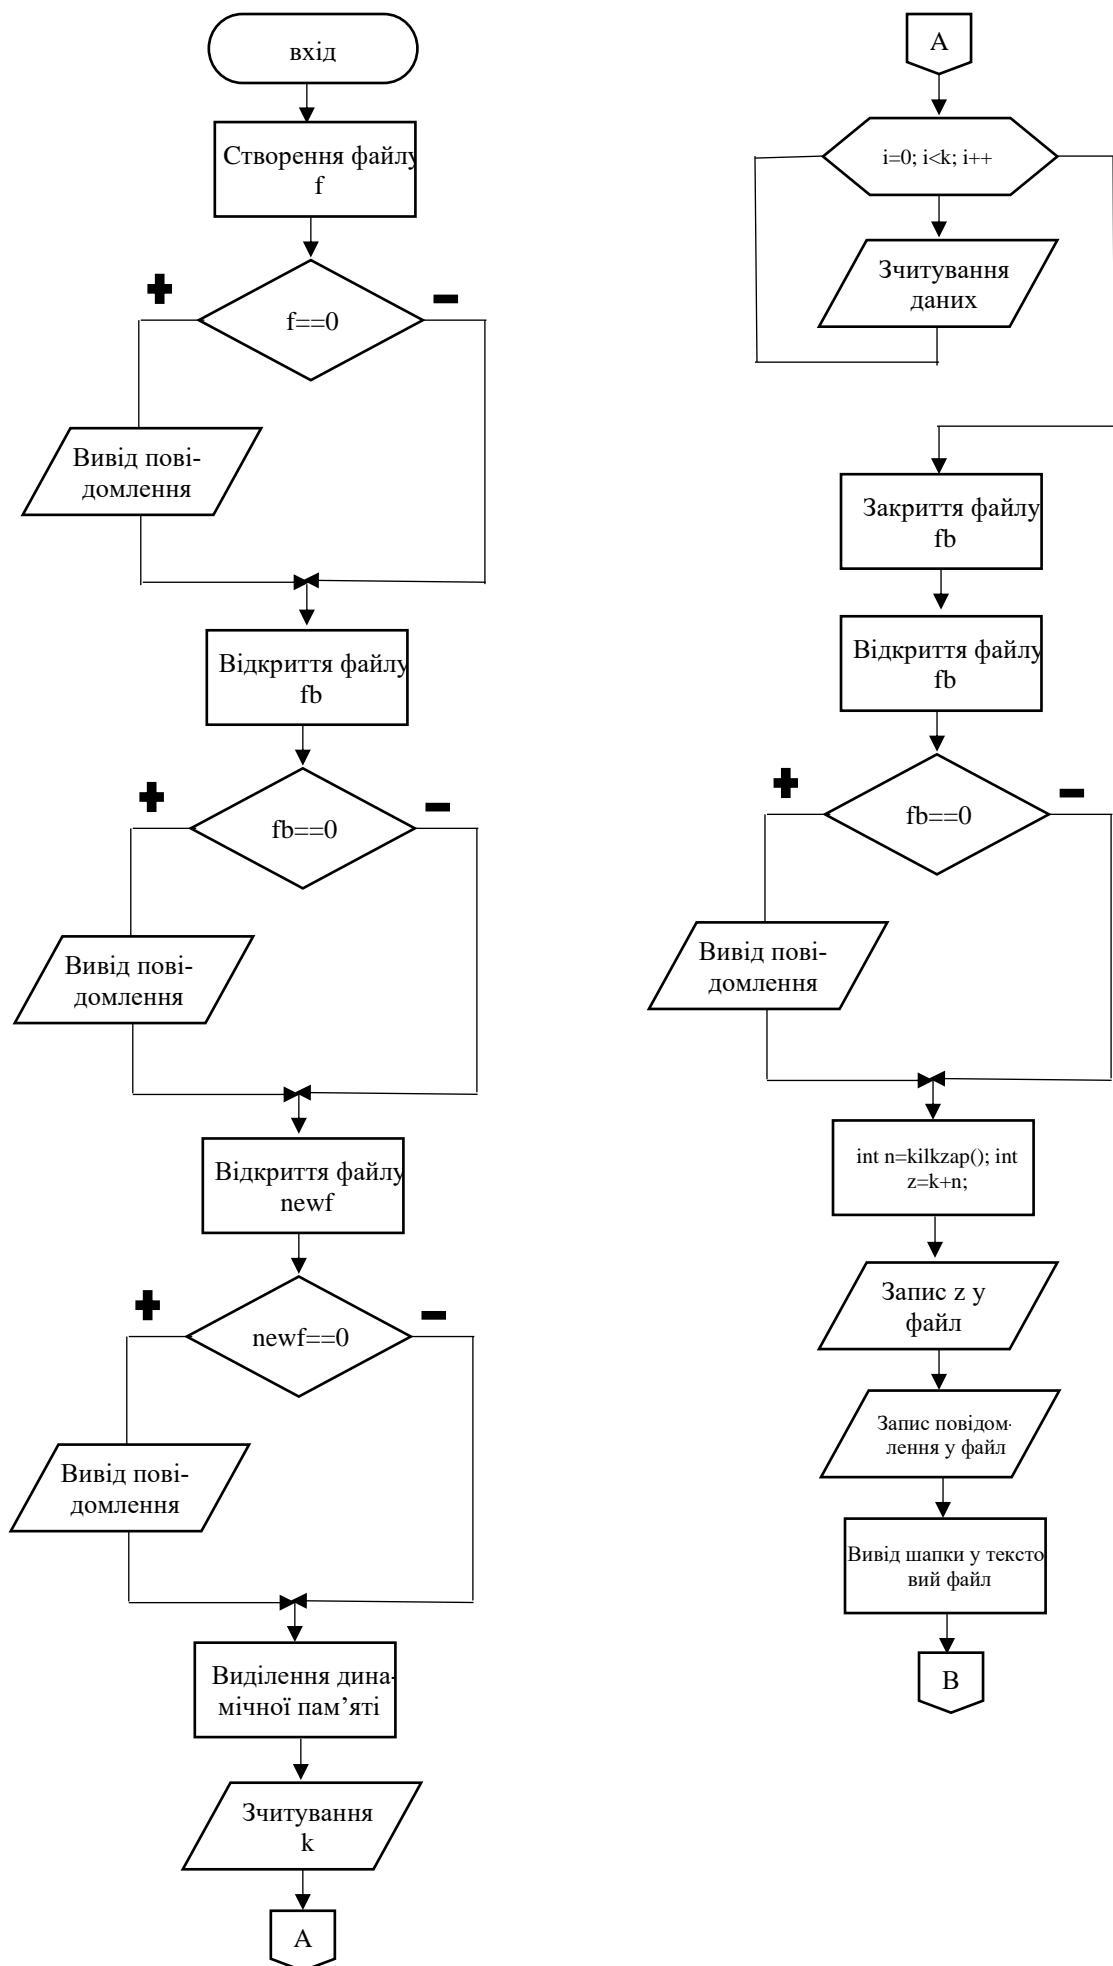 вхід
Створення файлу
f
f==0
Вивід пові-
домлення
Відкриття файлу
fb
fb==0
Вивід пові-
домлення
Відкриття файлу
newf
newf==0
Вивід пові-
домлення
Виділення дина-
мічної пам’яті
Зчитування
k
A
A
i=0; i<k; i++
Зчитування
даних
Закриття файлу
fb
Відкриття файлу
fb
fb==0
Вивід пові-
домлення
int n=kilkzap(); int
z=k+n;
Запис z у
файл
Запис повідом-
лення у файл
Вивід шапки у тексто
вий файл
B